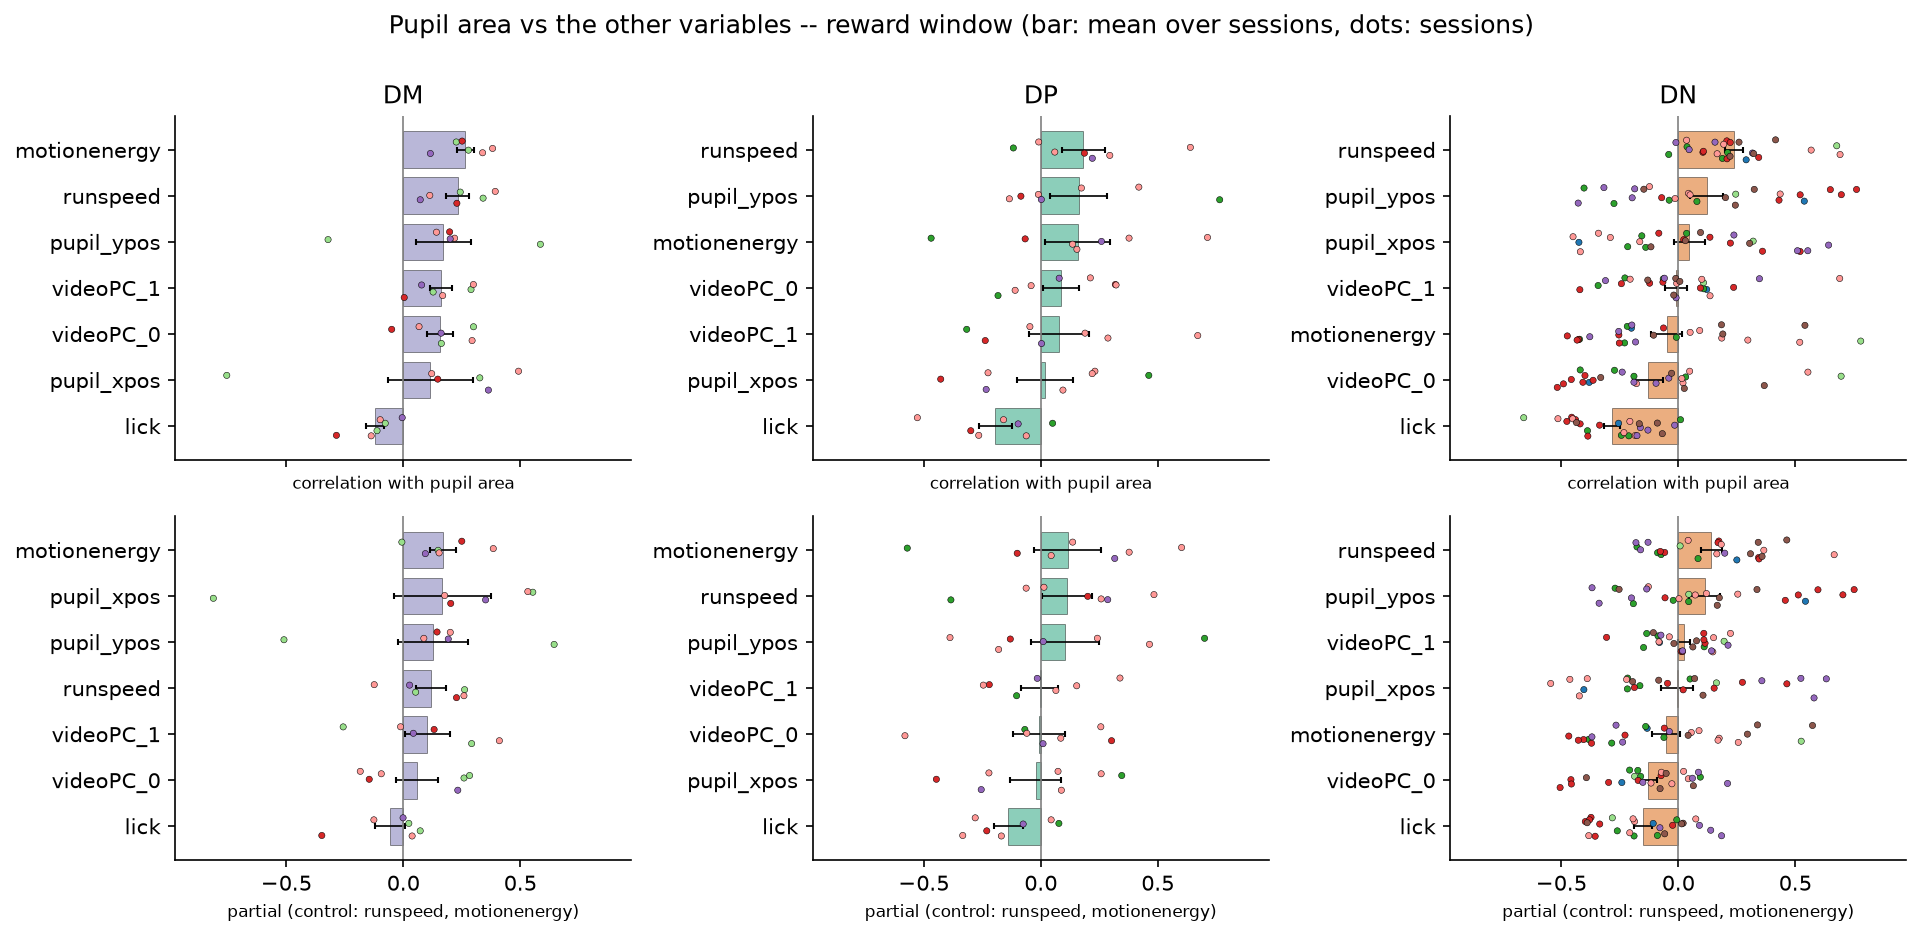 Pupil area vs the other variables -- reward window (bar: mean over sessions, dots: sessions)
DM
motionenergy
runspeed
pupil_ypos
videoPC_1
videoPC_0
pupil_xpos
lick
correlation with pupil area
DP
runspeed
pupil_ypos
motionenergy
videoPC_0
videoPC_1
pupil_xpos
lick
correlation with pupil area
DN
runspeed
pupil_ypos
pupil_xpos
videoPC_1
motionenergy
videoPC_0
lick
correlation with pupil area
motionenergy
pupil_xpos
pupil_ypos
runspeed
videoPC_1
videoPC_0
lick
−0.5 0.0 0.5
partial (control: runspeed, motionenergy)
motionenergy
runspeed
pupil_ypos
videoPC_1
videoPC_0
pupil_xpos
lick
−0.5 0.0 0.5
partial (control: runspeed, motionenergy)
runspeed
pupil_ypos
videoPC_1
pupil_xpos
motionenergy
videoPC_0
lick
−0.5 0.0 0.5
partial (control: runspeed, motionenergy)